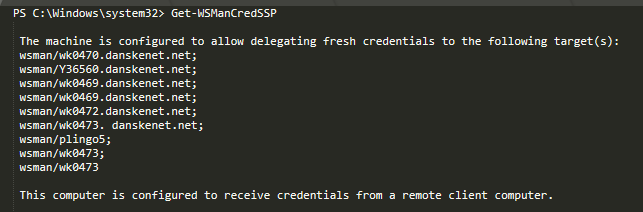 PS C:\Windows\system32> Get-WSManCredSSP
The machine is configured to allow delegating fresh credentials to the following target(s):
wsman/wk0470.danskenet.net;
wsman/Y36560.danskenet.net;
wsman/wk0469.danskenet.net;
wsman/wk0469.danskenet.net;
wsman/wk0472.danskenet.net;
wsman/wk0473. danskenet.net;
wsman/plingo5;
wsman/wk0473;
wsman/wk0473
This computer is configured to receive credentials from a remote client computer.